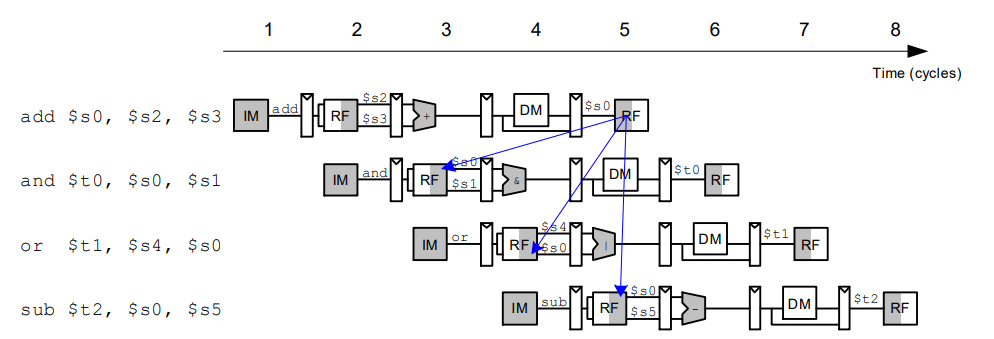 1 2 3 4 5 6 7 8
Time (cycles)
add $s0, $s2, $s3 IM add RF $s2 $s3 + DM $s0 RF
and $t0, $s0, $s1 IM and RF $s0 $s1 & DM $t0 RF
or $t1, $s4, $s0 IM or RF $s4 $s0 | DM $t1 RF
sub $t2, $s0, $s5 IM sub RF $s0 $s5 - DM $t2 RF